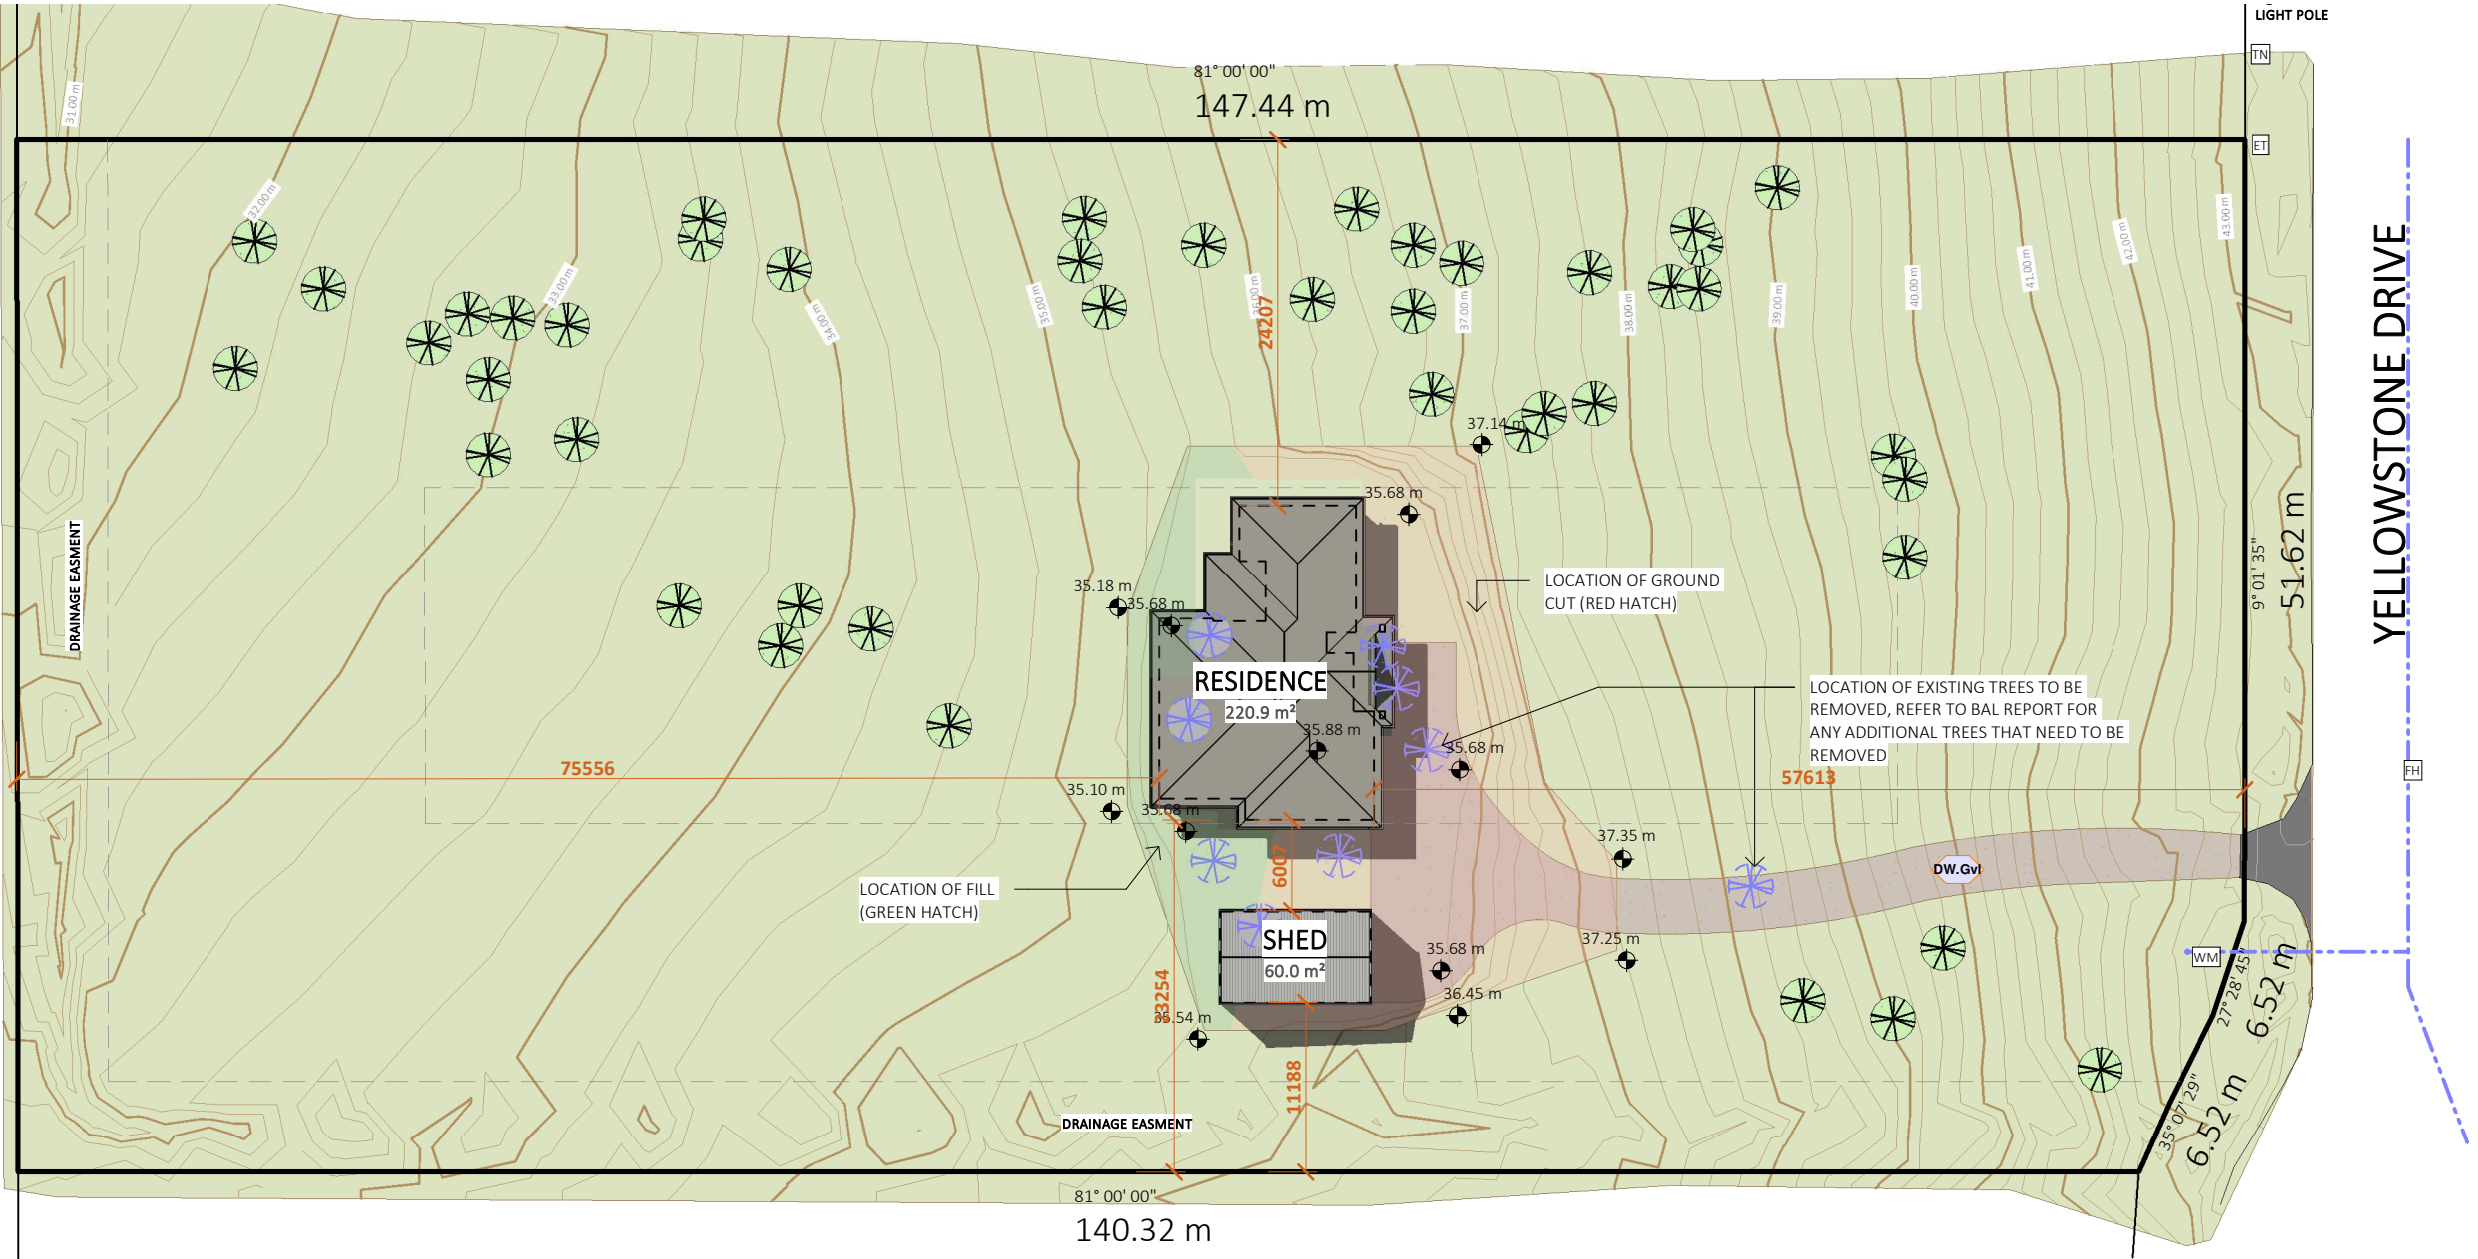 LIGHT POLE
TN
81° 00' 00"
147.44 m
ET
31.00 m
32.00 m
33.00 m
34.00 m
35.00 m
36.00 m
37.00 m
38.00 m
39.00 m
40.00 m
41.00 m
42.00 m
43.00 m
24207
YELLOWSTONE DRIVE
37.14 m
35.68 m
DRAINAGE EASMENT
9° 01' 35"
51.62 m
35.18 m
35.68 m
LOCATION OF GROUND
CUT (RED HATCH)
RESIDENCE
220.9 m²
35.88 m
35.68 m
LOCATION OF EXISTING TREES TO BE
REMOVED, REFER TO BAL REPORT FOR
ANY ADDITIONAL TREES THAT NEED TO BE
REMOVED
75556
57613
FH
35.10 m
35.68 m
37.35 m
6007
DW.Gvl
LOCATION OF FILL
(GREEN HATCH)
SHED
60.0 m²
35.68 m
37.25 m
WM
27° 28' 45"
6.52 m
36.45 m
33254
35.54 m
11188
35° 07' 29"
6.52 m
DRAINAGE EASMENT
81° 00' 00"
140.32 m